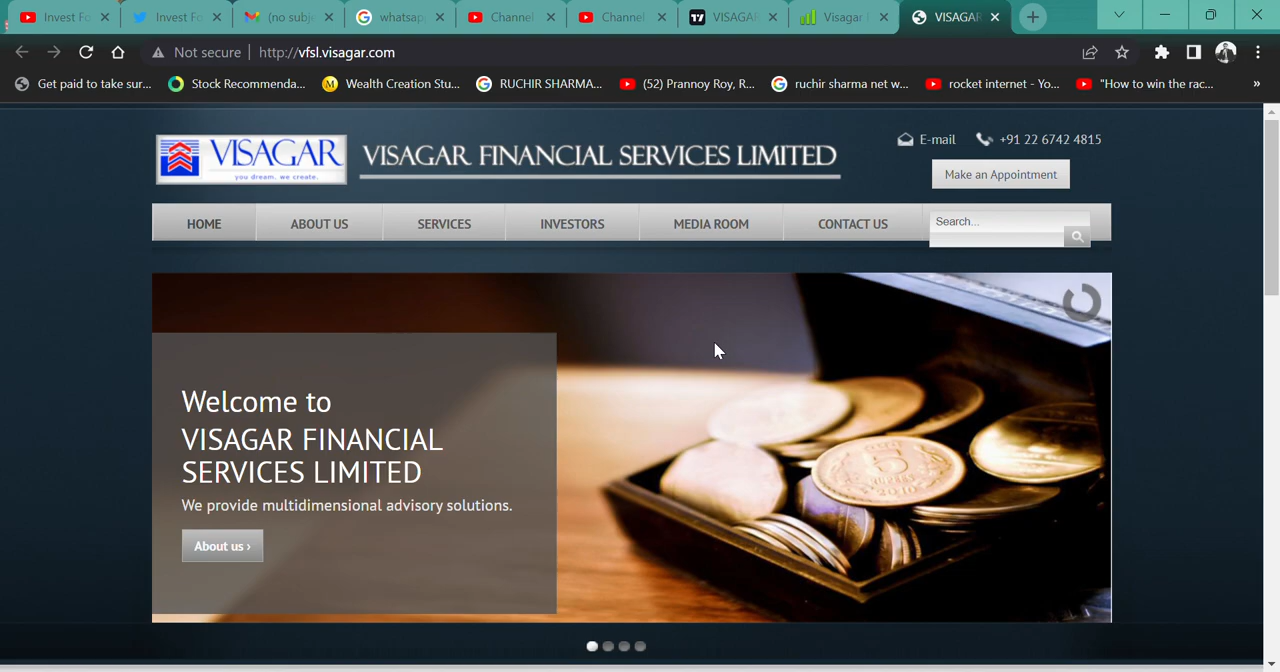 Invest Fo
Invest Fo
(no subje
whatsapp
Channel
Channel
VISAGAR
Visagar
VISAGAR
Not secure
http://vfsl.visagar.com
Get paid to take sur...
Stock Recommenda...
Wealth Creation Stu...
RUCHIR SHARMA...
(52) Prannoy Roy, R...
ruchir sharma net w...
rocket internet - Yo...
"How to win the rac...
»
VISAGAR
you dream. we create.
VISAGAR FINANCIAL SERVICES LIMITED
E-mail
+91 22 6742 4815
Make an Appointment
HOME
ABOUT US
SERVICES
INVESTORS
MEDIA ROOM
CONTACT US
Search...
Welcome to
VISAGAR FINANCIAL
SERVICES LIMITED
We provide multidimensional advisory solutions.
About us ›
5